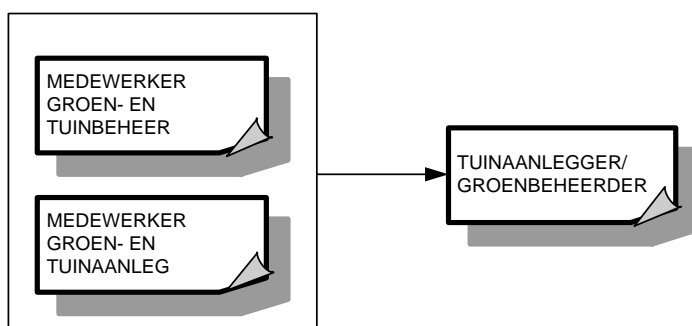 MEDEWERKER
GROEN- EN
TUINBEHEER
MEDEWERKER
GROEN- EN
TUINAANLEG
TUINAANLEGGER/
GROENBEHEERDER